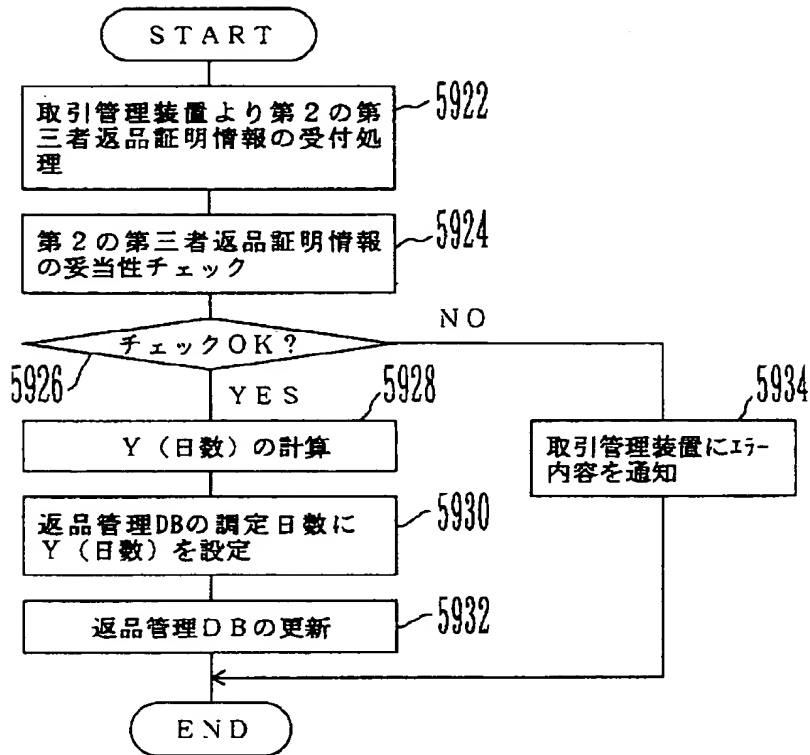 START
取引管理装置より第2の第
三者返品証明情報の受付処
理
5922
第2の第三者返品証明情報
の妥当性チェック
5924
チェックOK?
NO
5926
YES
5928
Y(日数)の計算
5934
取引管理装置にエラー
内容を通知
返品管理DBの調定日数に
Y(日数)を設定
5930
返品管理DBの更新
5932
END